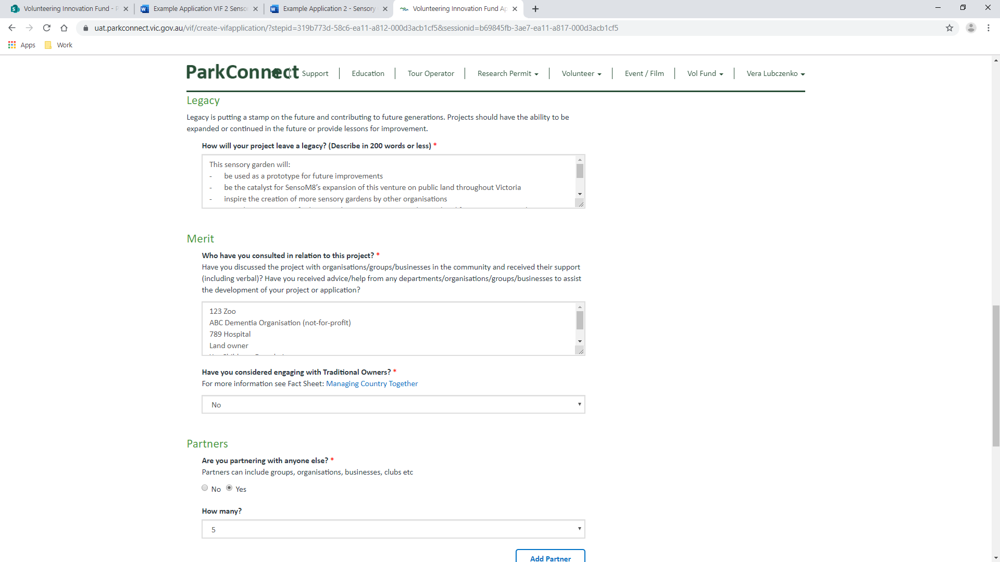 Volunteering Innovation Fund - P
Example Application VIF 2 Senso
Example Application 2 - Sensory
Volunteering Innovation Fund Ap
uat.parkconnect.vic.gov.au/vif/create-vifapplication/?stepid=319b773d-58c6-ea11-a812-000d3acb1cf5&sessionid=b69845fb-3ae7-ea11-a817-000d3acb1cf5
Apps Work
ParkConnect Support Education Tour Operator Research Permit Volunteer Event / Film Vol Fund Vera Lubczenko
Legacy
Legacy is putting a stamp on the future and contributing to future generations. Projects should have the ability to be
expanded or continued in the future or provide lessons for improvement.
How will your project leave a legacy? (Describe in 200 words or less) *
This sensory garden will:
- be used as a prototype for future improvements
- be the catalyst for SensoM8's expansion of this venture on public land throughout Victoria
- inspire the creation of more sensory gardens by other organisations
Merit
Who have you consulted in relation to this project? *
Have you discussed the project with organisations/groups/businesses in the community and received their support
(including verbal)? Have you received advice/help from any departments/organisations/groups/businesses to assist
the development of your project or application?
123 Zoo
ABC Dementia Organisation (not-for-profit)
789 Hospital
Land owner
Have you considered engaging with Traditional Owners? *
For more information see Fact Sheet: Managing Country Together
No
Partners
Are you partnering with anyone else? *
Partners can include groups, organisations, businesses, clubs etc
No Yes
How many?
5
Add Partner